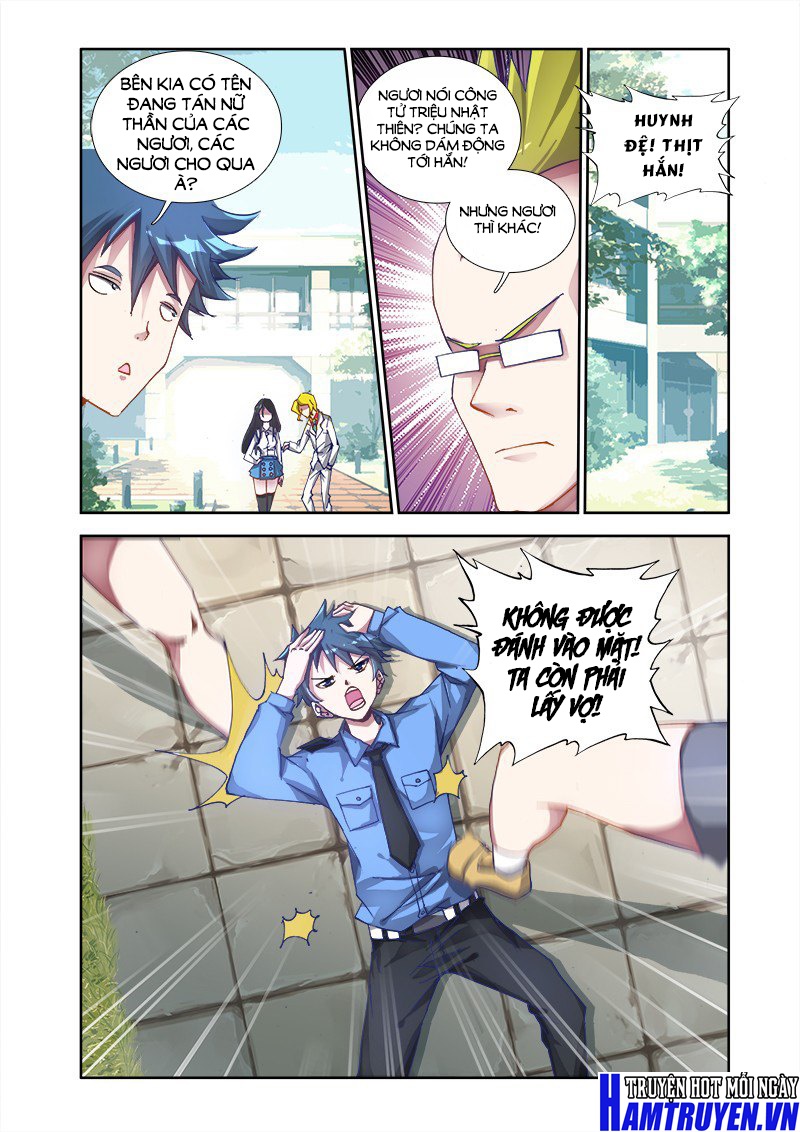 BÊN KIA CÓ TÊN
ĐANG TÁN NỮ
THẦN CỦA CÁC
NGƯƠI, CÁC
NGƯƠI CHO QUA
À?
NGƯƠI NÓI CÔNG
TỬ TRIỆU NHẬT
THIÊN? CHÚNG TA
KHÔNG DÁM ĐỘNG
TỚI HẮN!
NHƯNG NGƯƠI
THÌ KHÁC!
HUYNH
ĐỆ! THỊT
HẮN!
KHÔNG ĐƯỢC
ĐÁNH VÀO MẶT!
TA CÒN PHẢI
LẤY VỢ!
TRUYỆN HOT MỖI NGÀY
HAMTRUYEN.VN